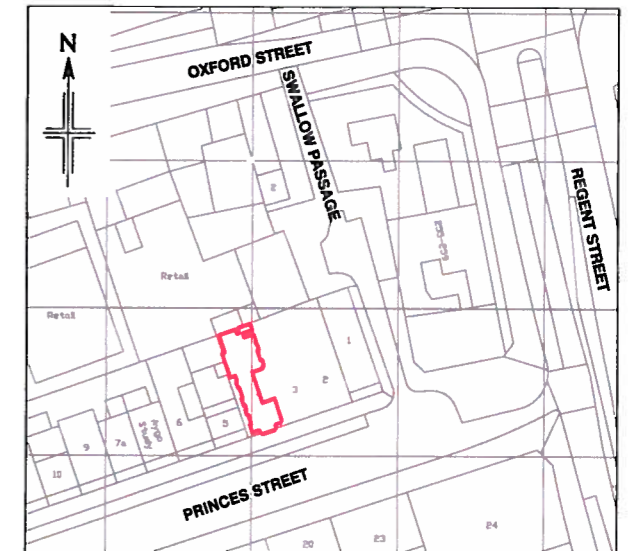 N
OXFORD STREET
SWALLOW PASSAGE
REGENT STREET
2
Retail
Retail
1
2
3
5
6
7a
9
10
PRINCES STREET
20
23
24